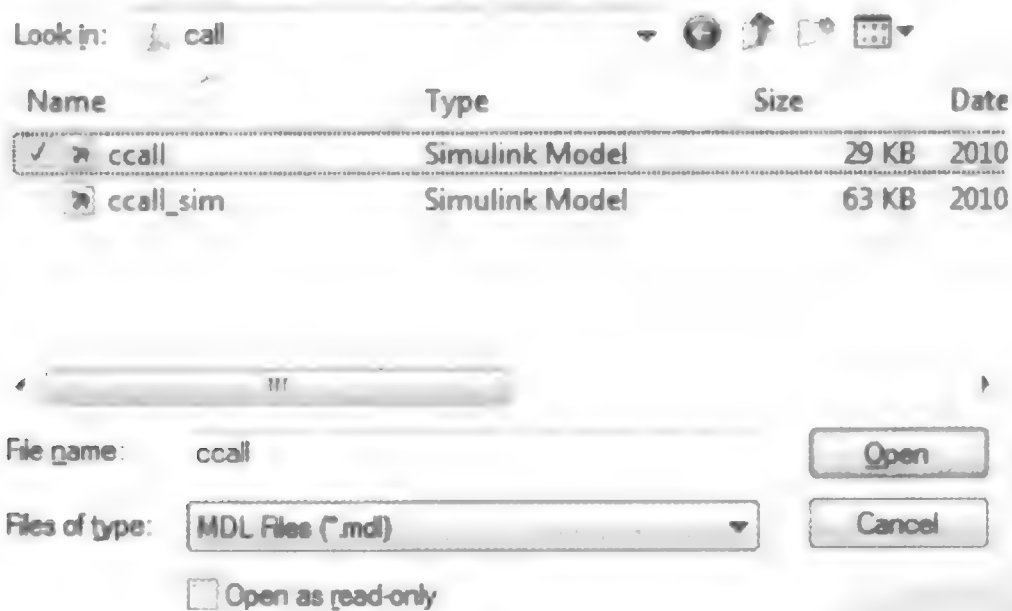 Look in: call
Name Type Size Date
✓ ccall Simulink Model 29 KB 2010
ccall_sim Simulink Model 63 KB 2010
File name: ccall Open
Files of type: MDL Files (*.mdl) Cancel
Open as read-only